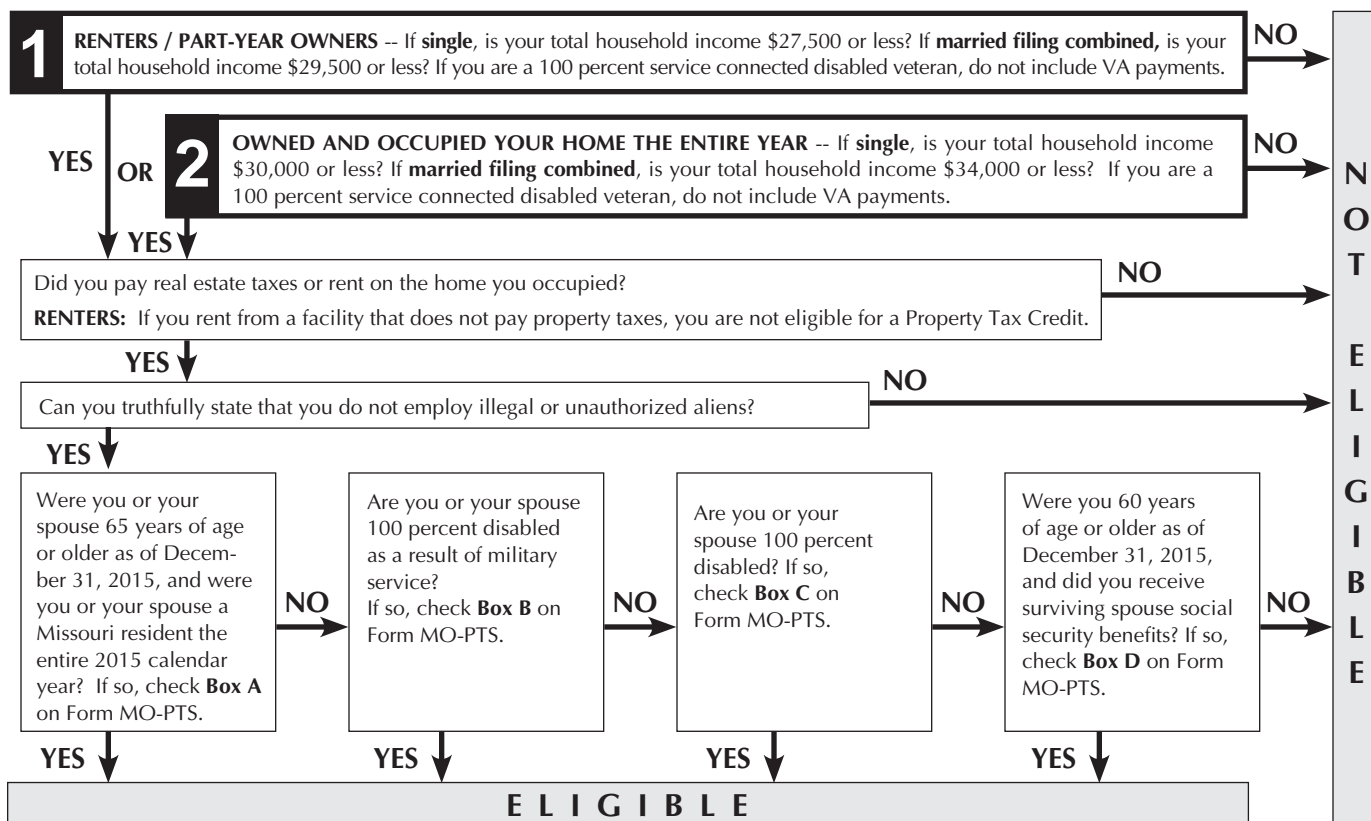 1
RENTERS / PART-YEAR OWNERS -- If single, is your total household income $27,500 or less? If married filing combined, is your
total household income $29,500 or less? If you are a 100 percent service connected disabled veteran, do not include VA payments.
NO
YES
OR
2
OWNED AND OCCUPIED YOUR HOME THE ENTIRE YEAR -- If single, is your total household income
$30,000 or less? If married filing combined, is your total household income $34,000 or less? If you are a
100 percent service connected disabled veteran, do not include VA payments.
NO
YES
Did you pay real estate taxes or rent on the home you occupied?
RENTERS: If you rent from a facility that does not pay property taxes, you are not eligible for a Property Tax Credit.
NO
YES
Can you truthfully state that you do not employ illegal or unauthorized aliens?
NO
YES
Were you or your
spouse 65 years of age
or older as of Decem-
ber 31, 2015, and were
you or your spouse a
Missouri resident the
entire 2015 calendar
year? If so, check Box A
on Form MO-PTS.
NO
YES
Are you or your spouse
100 percent disabled
as a result of military
service?
If so, check Box B on
Form MO-PTS.
NO
YES
Are you or your
spouse 100 percent
disabled? If so,
check Box C on
Form MO-PTS.
NO
YES
Were you 60 years
of age or older as of
December 31, 2015,
and did you receive
surviving spouse social
security benefits? If so,
check Box D on Form
MO-PTS.
NO
YES
E L I G I B L E
N O T E L I G I B L E